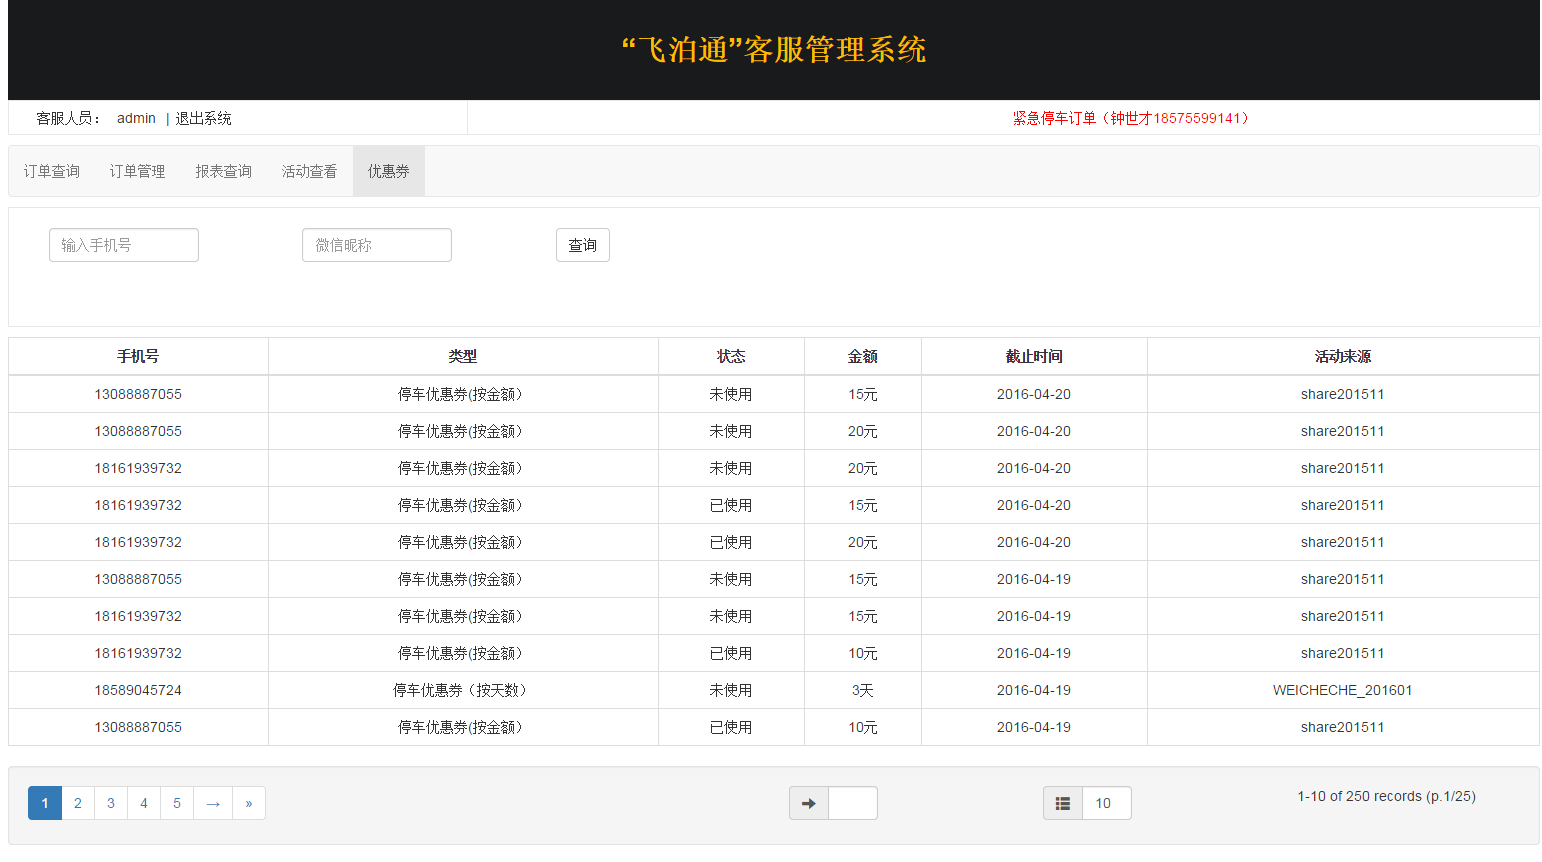 “飞泊通”客服管理系统
客服人员： admin | 退出系统 紧急停车订单（钟世才18575599141）
订单查询 订单管理 报表查询 活动查看 优惠券
输入手机号 微信昵称 查询
手机号 类型 状态 金额 截止时间 活动来源
13088887055 停车优惠券(按金额） 未使用 15元 2016-04-20 share201511
13088887055 停车优惠券(按金额） 未使用 20元 2016-04-20 share201511
18161939732 停车优惠券(按金额） 未使用 20元 2016-04-20 share201511
18161939732 停车优惠券(按金额） 已使用 15元 2016-04-20 share201511
18161939732 停车优惠券(按金额） 已使用 20元 2016-04-20 share201511
13088887055 停车优惠券(按金额） 未使用 15元 2016-04-19 share201511
18161939732 停车优惠券(按金额） 未使用 15元 2016-04-19 share201511
18161939732 停车优惠券(按金额） 已使用 10元 2016-04-19 share201511
18589045724 停车优惠券（按天数） 未使用 3天 2016-04-19 WEICHECHE_201601
13088887055 停车优惠券(按金额） 已使用 10元 2016-04-19 share201511
1 2 3 4 5 → » 10 1-10 of 250 records (p.1/25)